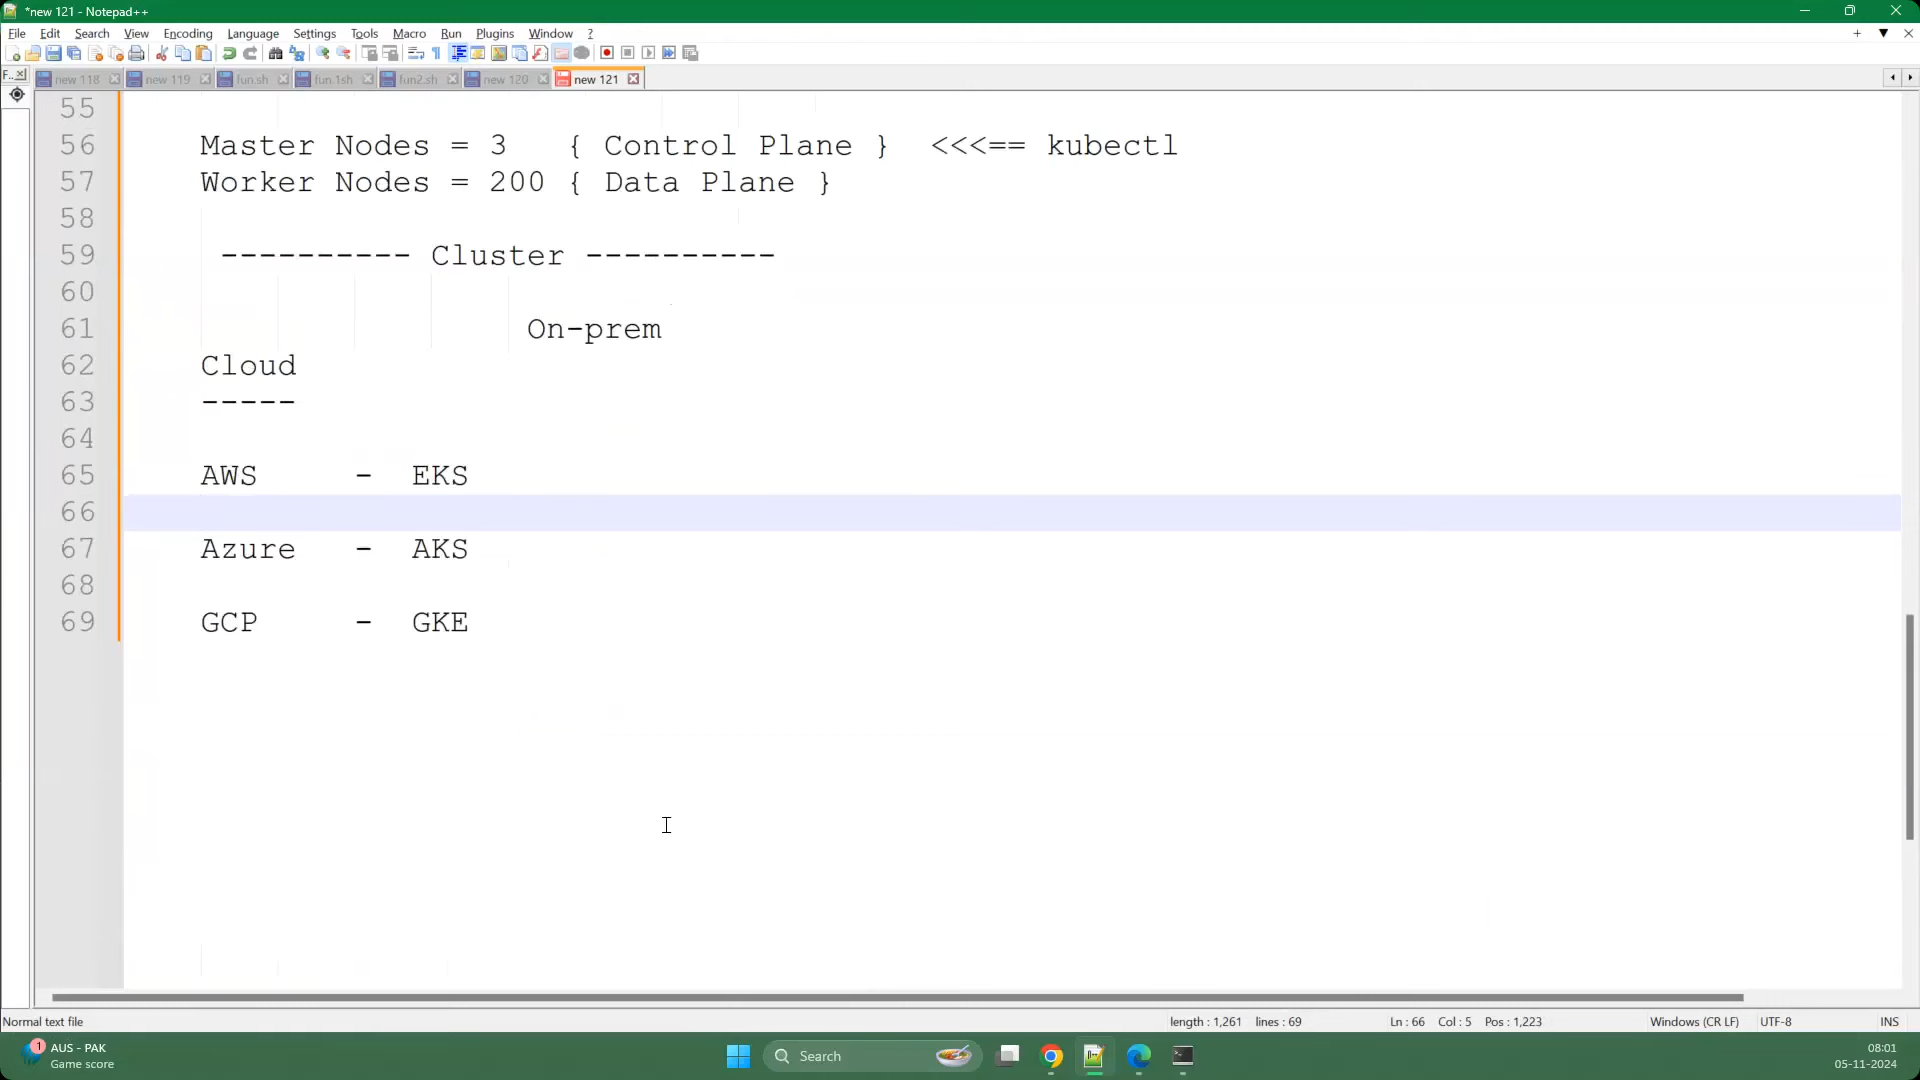 *new 121 - Notepad++
File Edit Search View Encoding Language Settings Tools Macro Run Plugins Window ?
F..
new 118 new 119 fun.sh fun.1sh fun2.sh new 120 new 121
55
56 Master Nodes = 3 { Control Plane } <<<== kubectl
57 Worker Nodes = 200 { Data Plane }
58
59 ---------- Cluster ----------
60
61 On-prem
62 Cloud
63 -----
64
65 AWS - EKS
66
67 Azure - AKS
68
69 GCP - GKE
Normal text file length : 1,261 lines : 69 Ln : 66 Col : 5 Pos : 1,223 Windows (CR LF) UTF-8 INS
1
AUS - PAK
Game score
Search
08:01
05-11-2024